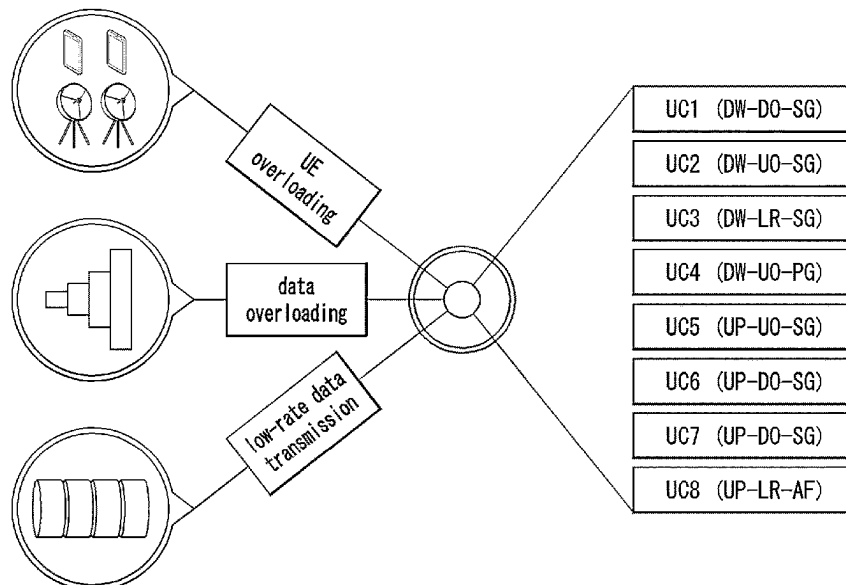 UE
overloading
data
overloading
low-rate data
transmission
UC1 (DW-DO-SG)
UC2 (DW-UO-SG)
UC3 (DW-LR-SG)
UC4 (DW-UO-PG)
UC5 (UP-UO-SG)
UC6 (UP-DO-SG)
UC7 (UP-DO-SG)
UC8 (UP-LR-AF)